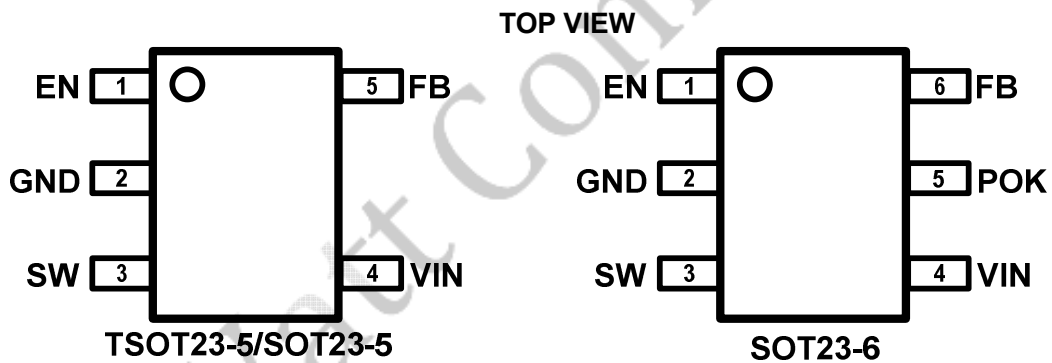 TOP VIEW
EN 1 5 FB
GND 2
SW 3 4 VIN
TSOT23-5/SOT23-5
EN 1 6 FB
GND 2 5 POK
SW 3 4 VIN
SOT23-6